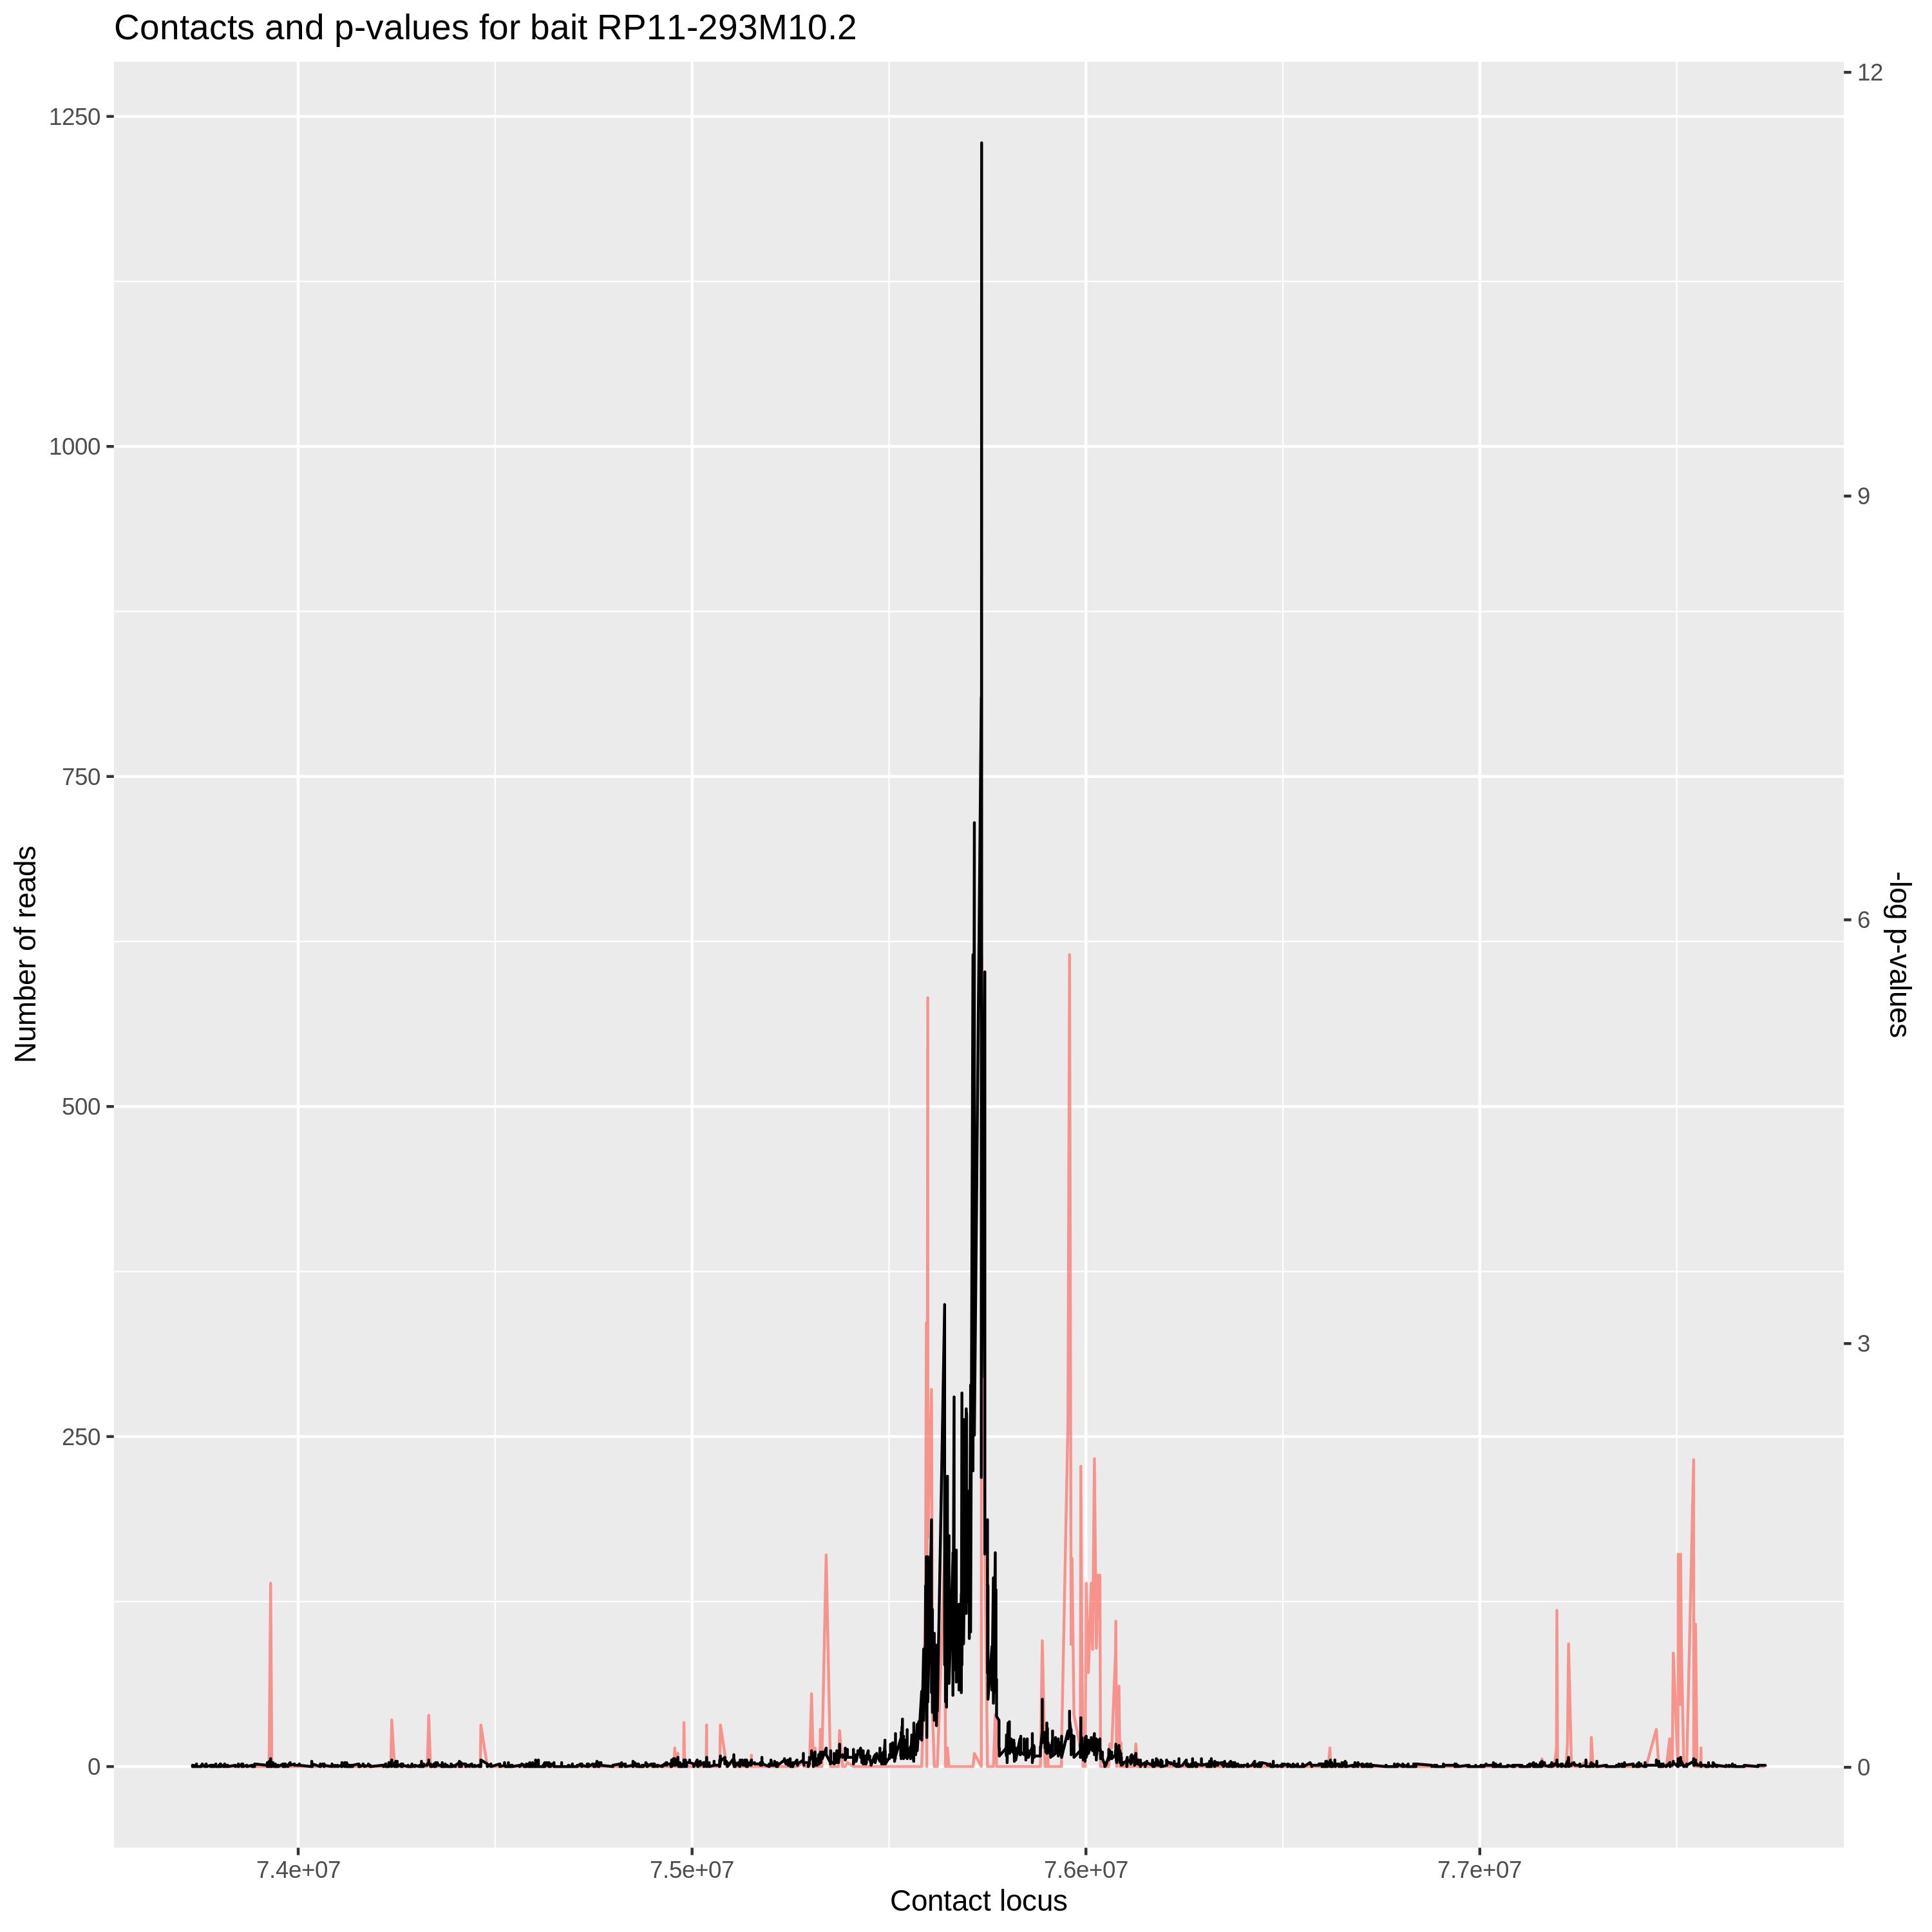 Contacts and p-values for bait RP11-293M10.2
1250
1000
750
500
250
0
Number of reads
12
9
6
3
0
-log p-values
7.4e+07
7.5e+07
7.6e+07
7.7e+07
Contact locus